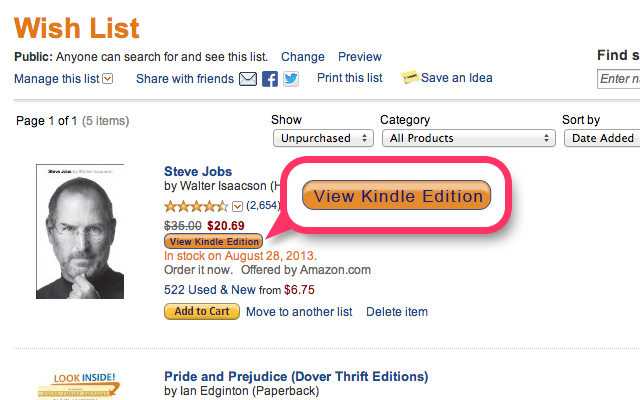 Wish List
Public: Anyone can search for and see this list. Change Preview
Find s
Manage this list Share with friends Print this list Save an Idea
Enter n
Page 1 of 1 (5 items)
Show Category Sort by
Unpurchased All Products Date Added
Steve Jobs by Walter Isaacson
Steve Jobs
by Walter Isaacson (H
(2,654)
$35.00 $20.69
View Kindle Edition
View Kindle Edition
In stock on August 28, 2013.
Order it now. Offered by Amazon.com
522 Used & New from $6.75
Add to Cart Move to another list Delete item
LOOK INSIDE!
Pride and Prejudice (Dover Thrift Editions)
by Ian Edginton (Paperback)